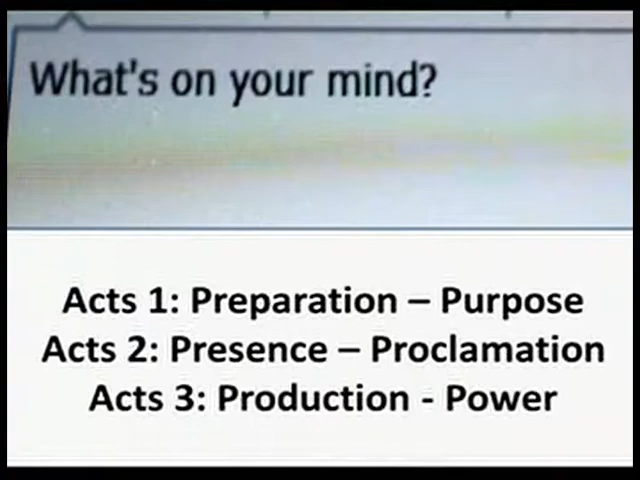 What's on your mind?
Acts 1: Preparation – Purpose
Acts 2: Presence – Proclamation
Acts 3: Production - Power